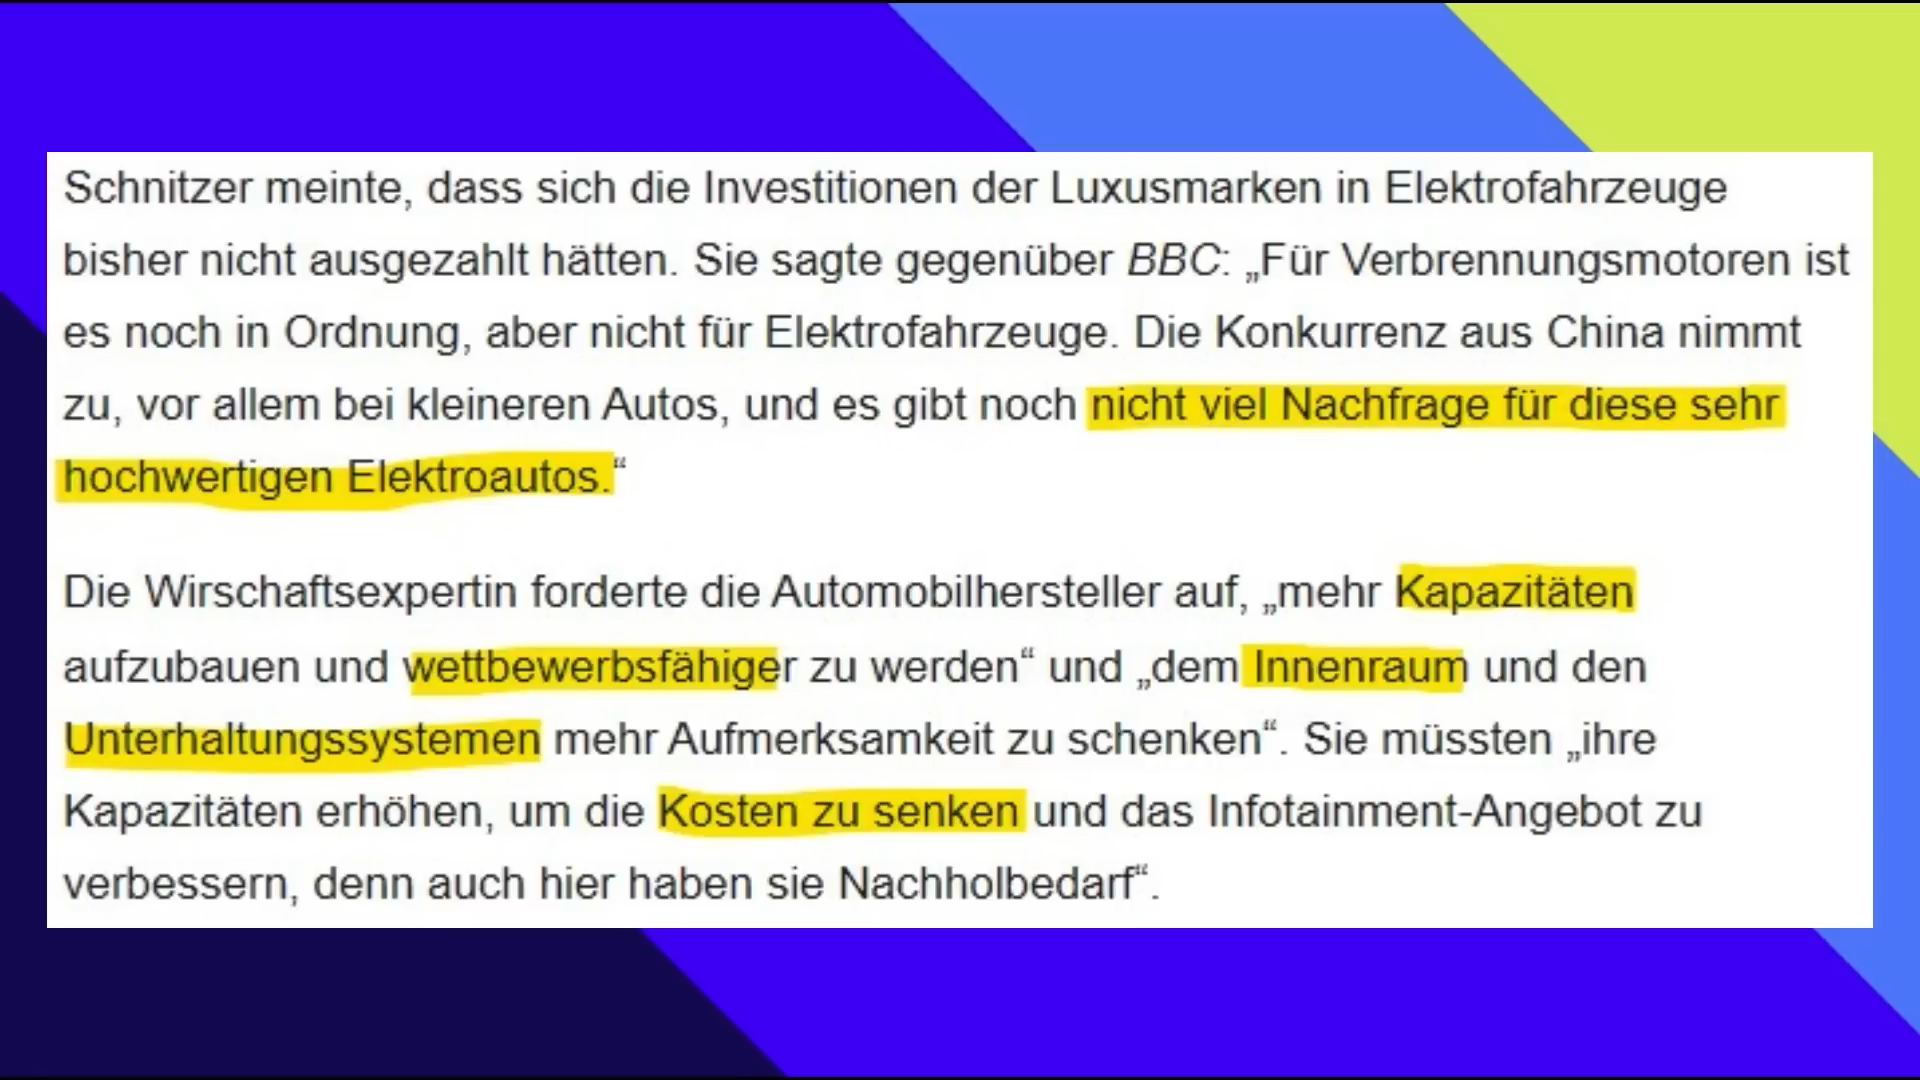 Schnitzer meinte, dass sich die Investitionen der Luxusmarken in Elektrofahrzeuge
bisher nicht ausgezahlt hätten. Sie sagte gegenüber BBC: „Für Verbrennungsmotoren ist
es noch in Ordnung, aber nicht für Elektrofahrzeuge. Die Konkurrenz aus China nimmt
zu, vor allem bei kleineren Autos, und es gibt noch nicht viel Nachfrage für diese sehr
hochwertigen Elektroautos.“
Die Wirschaftsexpertin forderte die Automobilhersteller auf, „mehr Kapazitäten
aufzubauen und wettbewerbsfähiger zu werden“ und „dem Innenraum und den
Unterhaltungssystemen mehr Aufmerksamkeit zu schenken“. Sie müssten „ihre
Kapazitäten erhöhen, um die Kosten zu senken und das Infotainment-Angebot zu
verbessern, denn auch hier haben sie Nachholbedarf“.